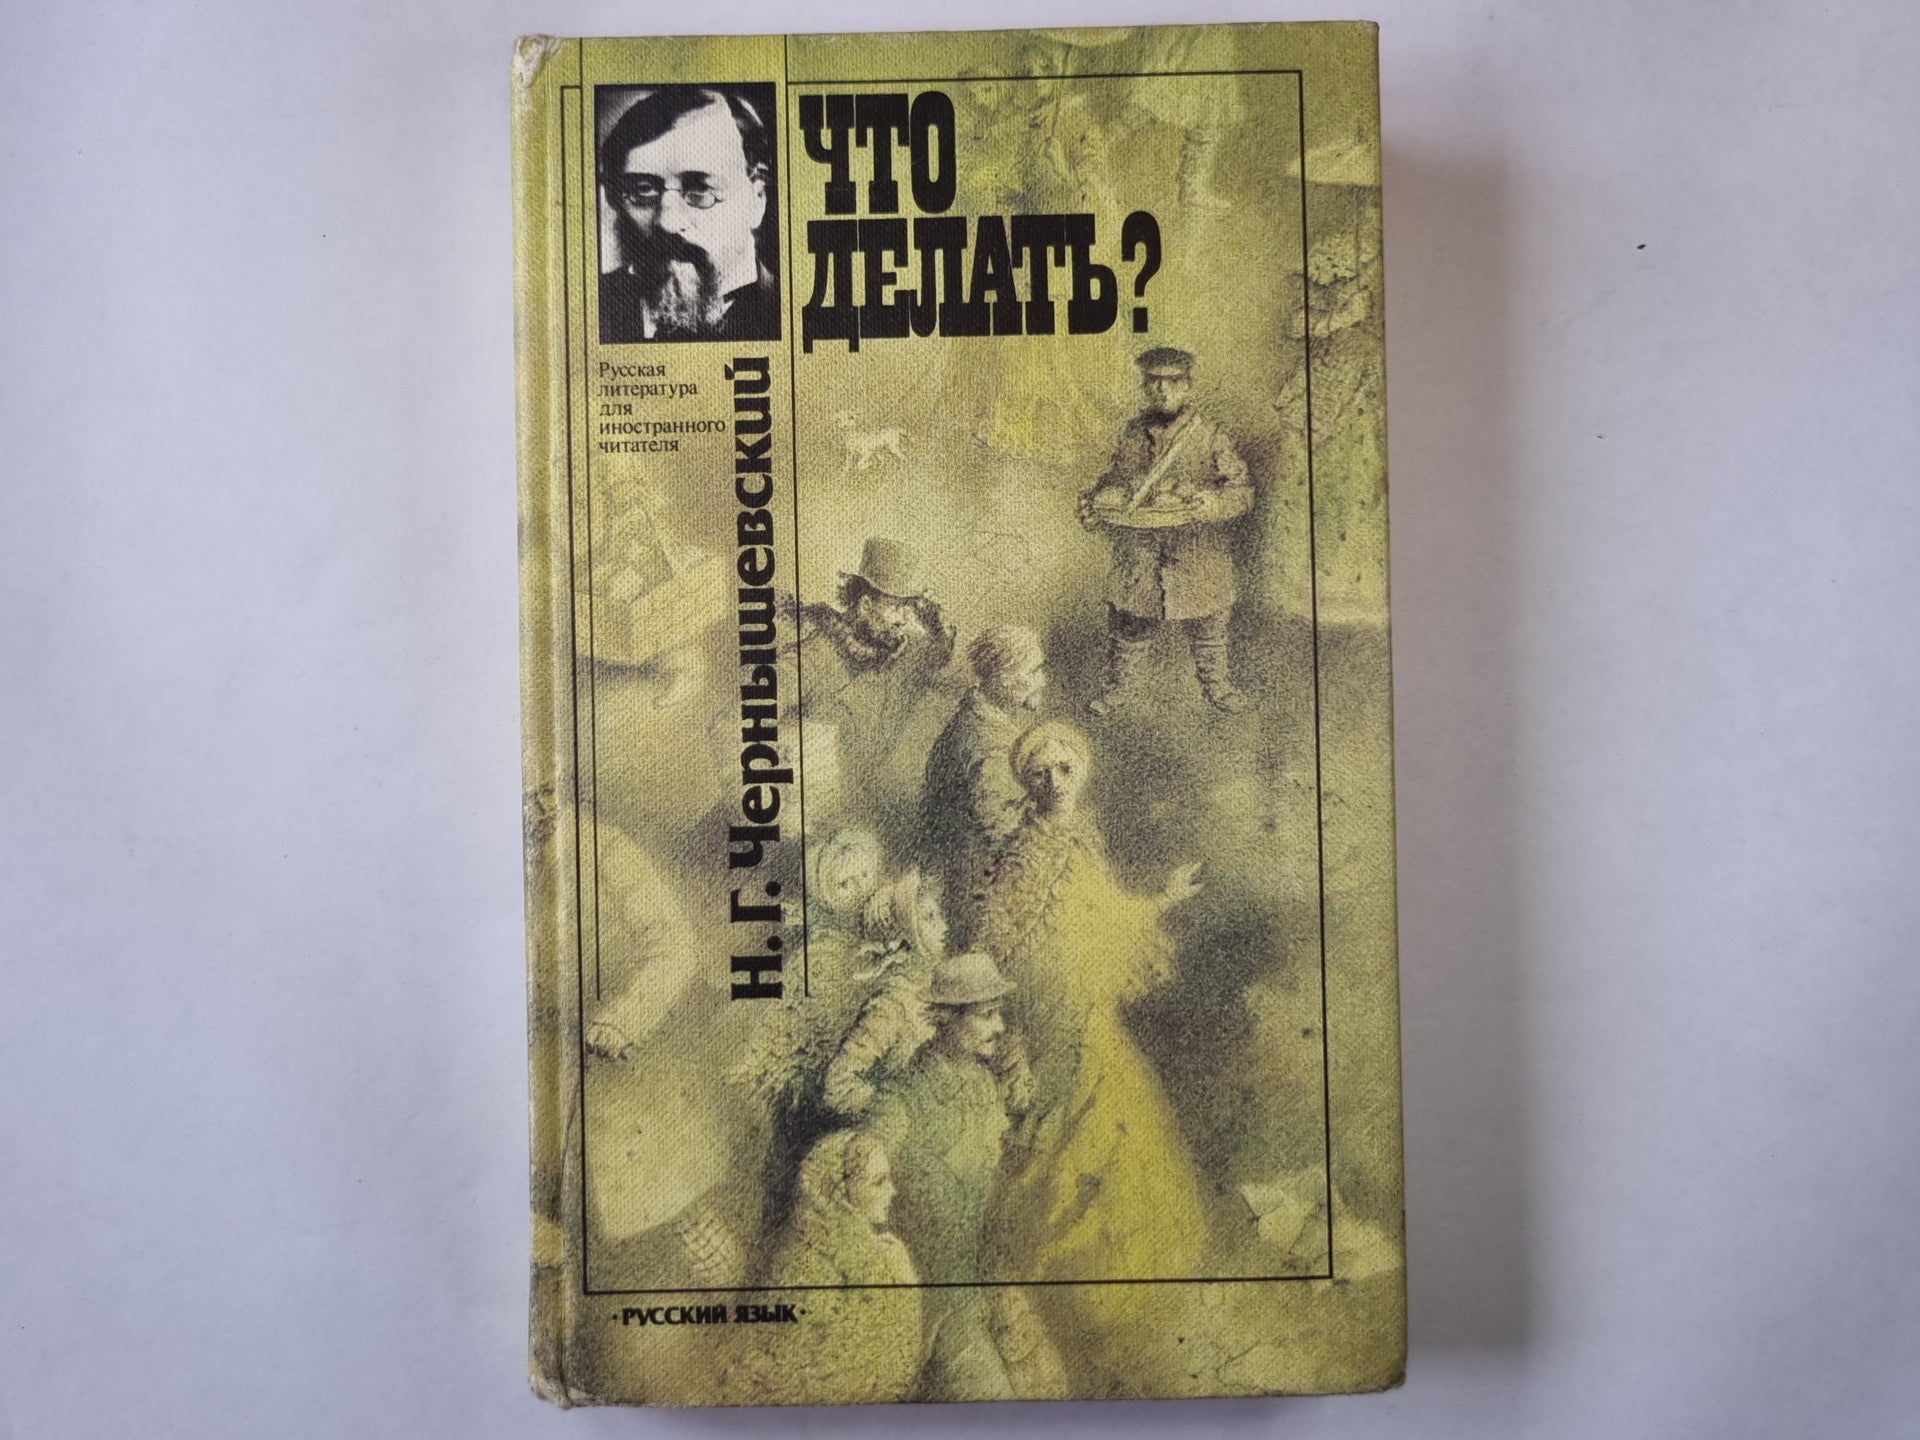 ЧТО
ДЕЛАТЬ?
Русская
литература
для
иностранного
читателя
Н. Г. Чернышевский
·РУССКИЙ ЯЗЫК·